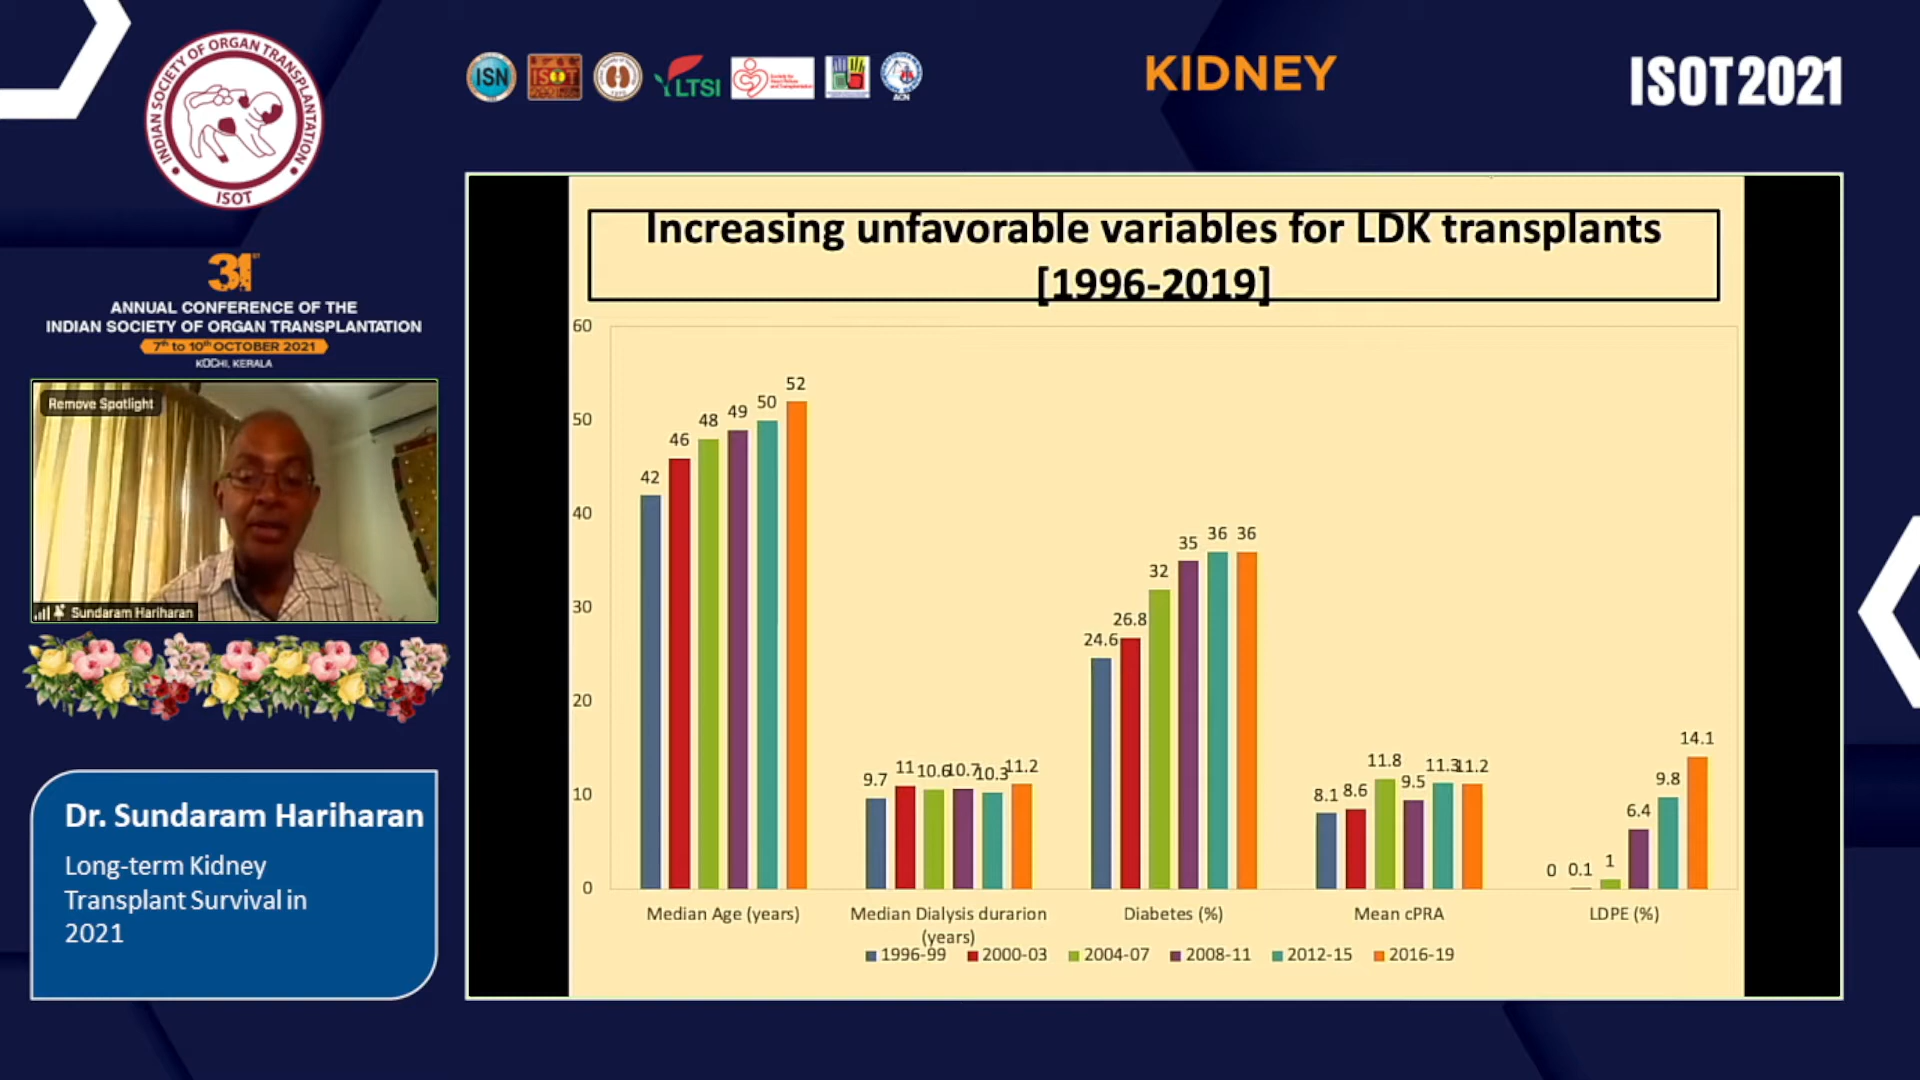 INDIAN SOCIETY OF ORGAN TRANSPLANTATION
ISOT
ISN
ISOT
LTSI
ACN
KIDNEY
ISOT2021
31ST
ANNUAL CONFERENCE OF THE
INDIAN SOCIETY OF ORGAN TRANSPLANTATION
7th to 10th OCTOBER 2021
KOCHI, KERALA
Remove Spotlight
Sundaram Hariharan
Dr. Sundaram Hariharan
Long-term Kidney
Transplant Survival in
2021
Increasing unfavorable variables for LDK transplants
[1996-2019]
60
50
40
30
20
10
0
42 46 48 49 50 52
9.7 11 10.6 10.7 10.3 11.2
24.6 26.8 32 35 36 36
8.1 8.6 11.8 9.5 11.3 11.2
0 0.1 1 6.4 9.8 14.1
Median Age (years)
Median Dialysis durarion
(years)
Diabetes (%)
Mean cPRA
LDPE (%)
1996-99 2000-03 2004-07 2008-11 2012-15 2016-19